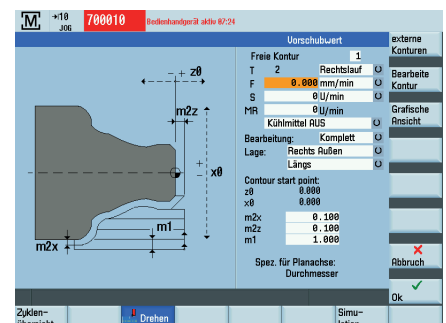 M →10 JOG 700010 Bedienhandgerät aktiv 07:24
Vorschubwert
Freie Kontur 1
T 2 Rechtslauf
F 0.000 mm/min
S 0 U/min
MR 0 U/min
Kühlmittel AUS
Bearbeitung: Komplett
Lage: Rechts Außen
Längs
Contour start point:
z0 0.000
x0 0.000
m2x 0.100
m2z 0.100
m1 1.000
Spez. für Planachse:
Durchmesser
- + z0
m2z
+
- x0
m1
m2x
externe
Konturen
Bearbeite
Kontur
Grafische
Ansicht
Abbruch
Ok
Zyklen-
übersicht
Drehen
Simu-
lation